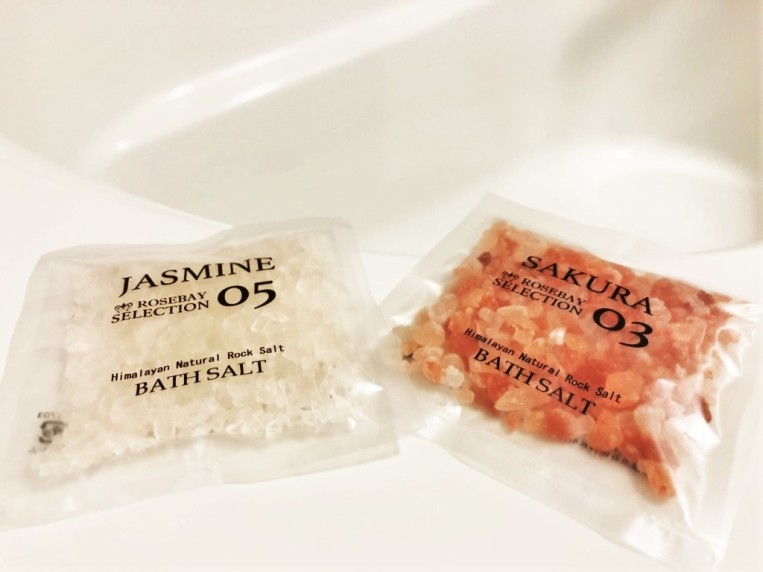 JASMINE
ROSEBAY
SELECTION 05
Himalayan Natural Rock Salt
BATH SALT
SAKURA
ROSEBAY
SELECTION 03
Himalayan Natural Rock Salt
BATH SALT